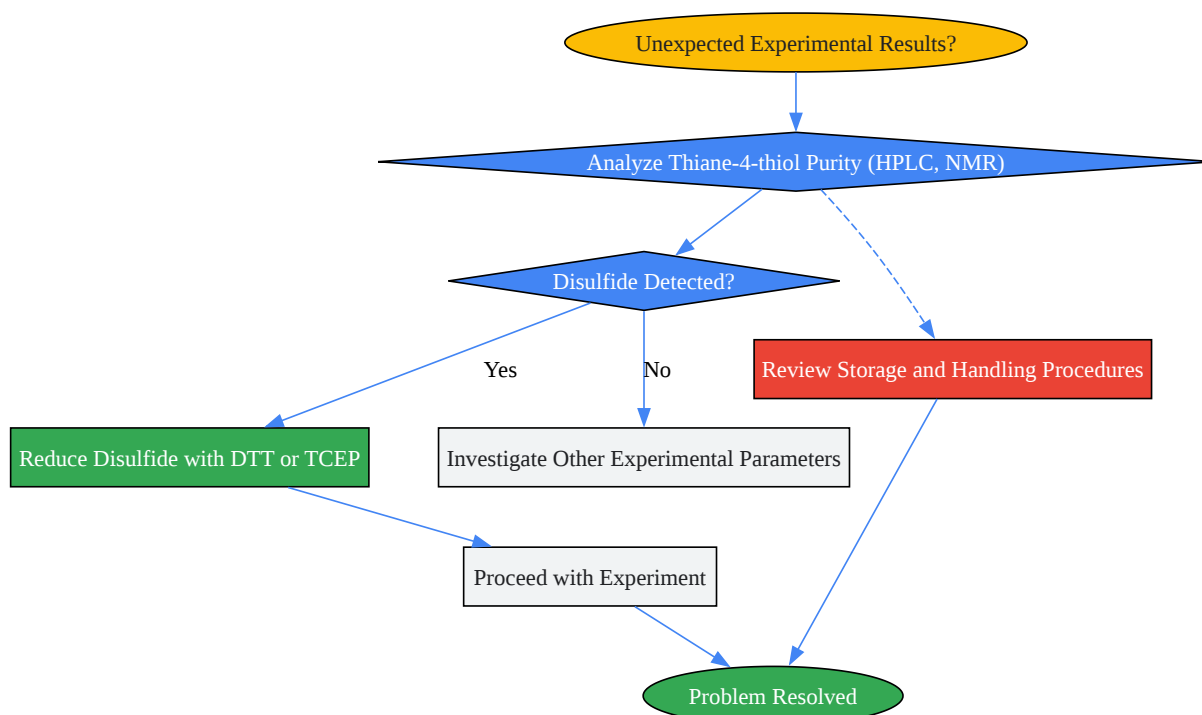 Unexpected Experimental Results?
Analyze Thiane-4-thiol Purity (HPLC, NMR)
Disulfide Detected?
Yes
No
Review Storage and Handling Procedures
Reduce Disulfide with DTT or TCEP
Investigate Other Experimental Parameters
Proceed with Experiment
Problem Resolved